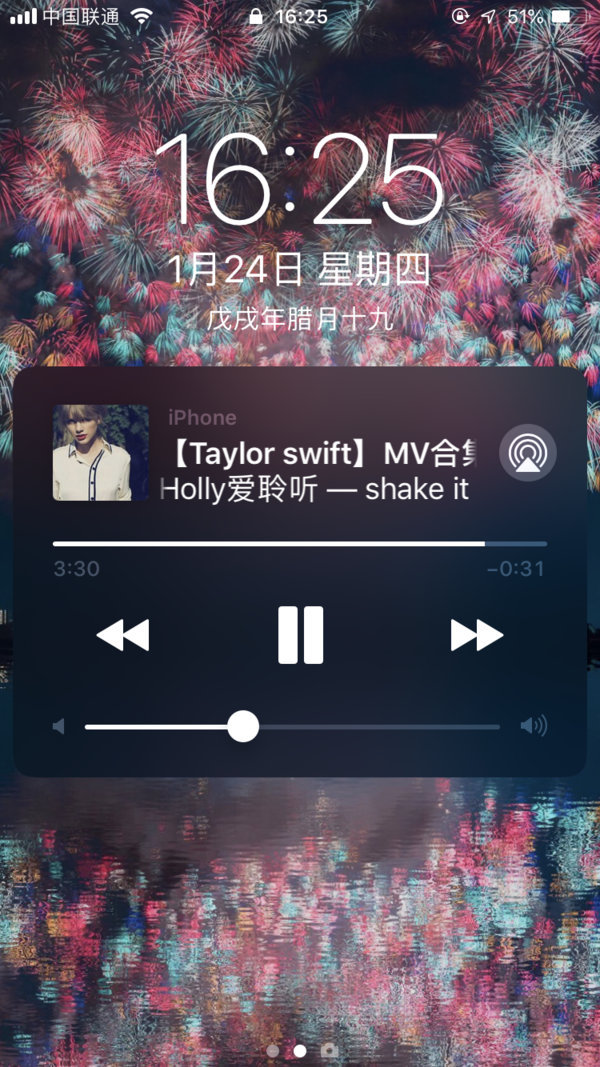 中国联通 16:25 51%
16:25
1月24日 星期四
戊戌年腊月十九
iPhone
【Taylor swift】MV合集
Holly爱聆听 — shake it
3:30 −0:31